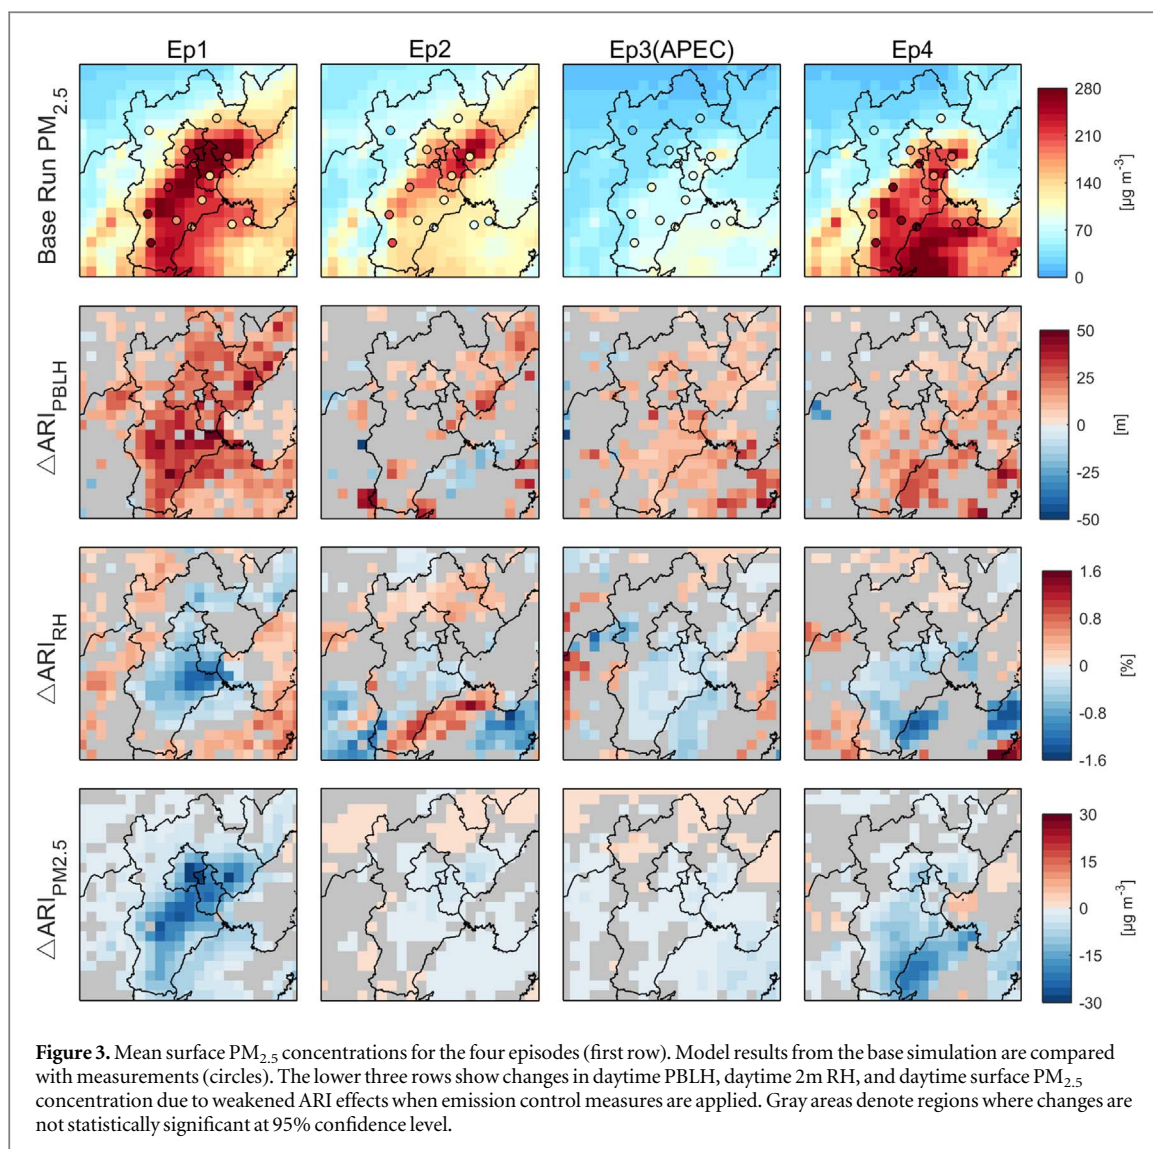 Ep1 Ep2 Ep3(APEC) Ep4
Base Run PM2.5
280
210
140
70
0
[µg m-3]
△ARIPBLH
50
25
0
-25
-50
[m]
△ARIRH
1.6
0.8
0
-0.8
-1.6
[%]
△ARIPM2.5
30
15
0
-15
-30
[µg m-3]
Figure 3. Mean surface PM2.5 concentrations for the four episodes (first row). Model results from the base simulation are compared
with measurements (circles). The lower three rows show changes in daytime PBLH, daytime 2m RH, and daytime surface PM2.5
concentration due to weakened ARI effects when emission control measures are applied. Gray areas denote regions where changes are
not statistically significant at 95% confidence level.